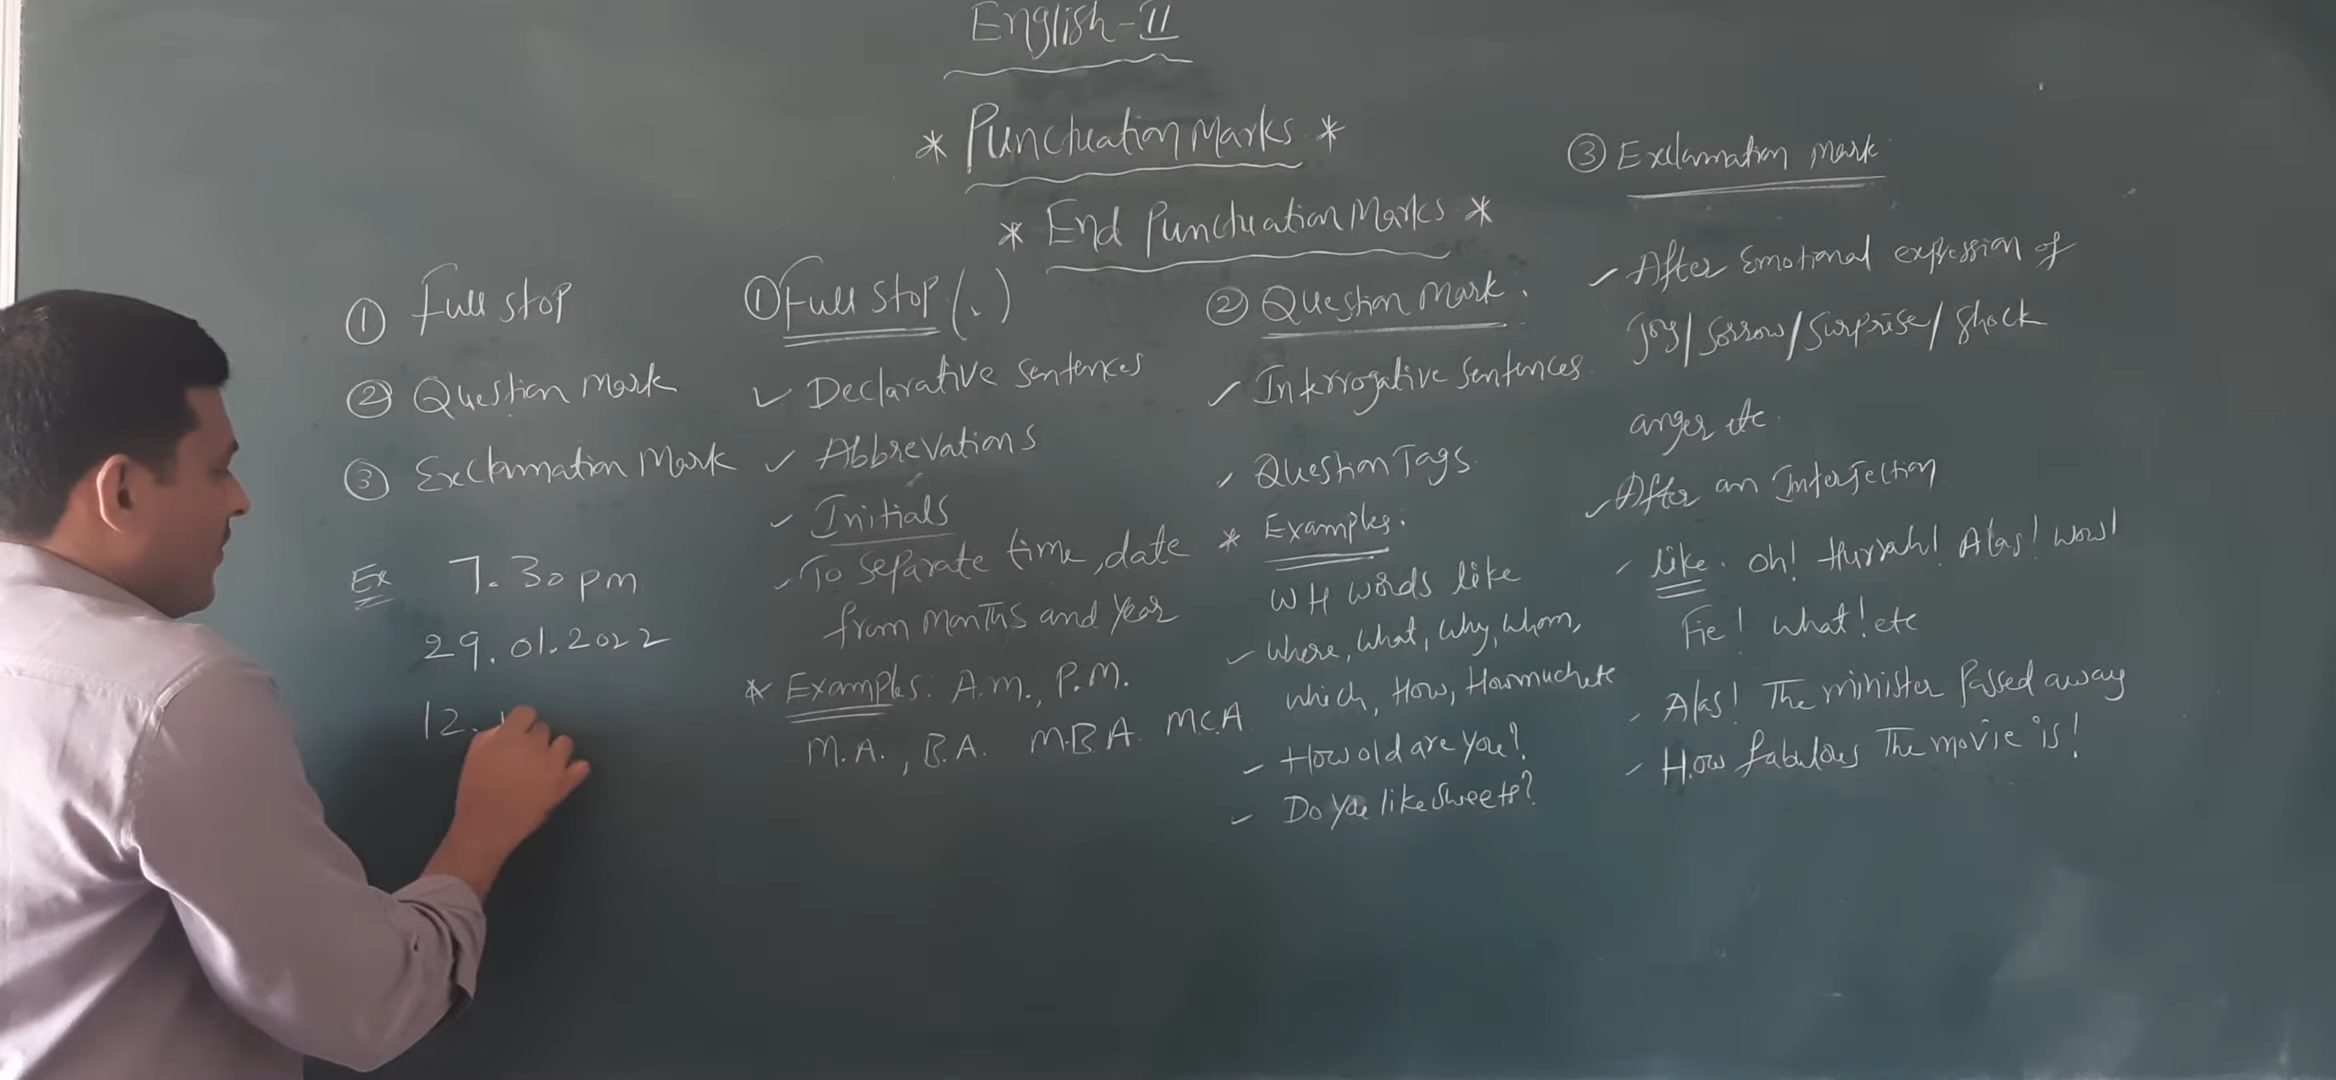 English-II
* Punctuation Marks *
* End Punctuation Marks *
① Full stop
② Question Mark
③ Exclamation Mark
Ex 7.30 pm
29.01.2022
12.
① Full stop (.)
✓ Declarative sentences
✓ Abbrevations
✓ Initials
✓ To separate time, date
from months and year
* Examples: A.M., P.M.
M.A., B.A. M.B.A. MCA
② Question Mark.
✓ Interrogative sentences
✓ Question Tags
* Examples:
WH words like
✓ Where, What, Why, Whom,
which, How, How much etc
- How old are you?
✓ Do you like sweets?
③ Exclamation Mark
✓ After Emotional expression of
Joy/Sorrow/Surprise/Shock
anger etc.
✓ After an Interjection
✓ like. Oh! Hurrah! Alas! Wow!
Fie! What! etc
- Alas! The minister passed away
✓ How fabulous The movie is!